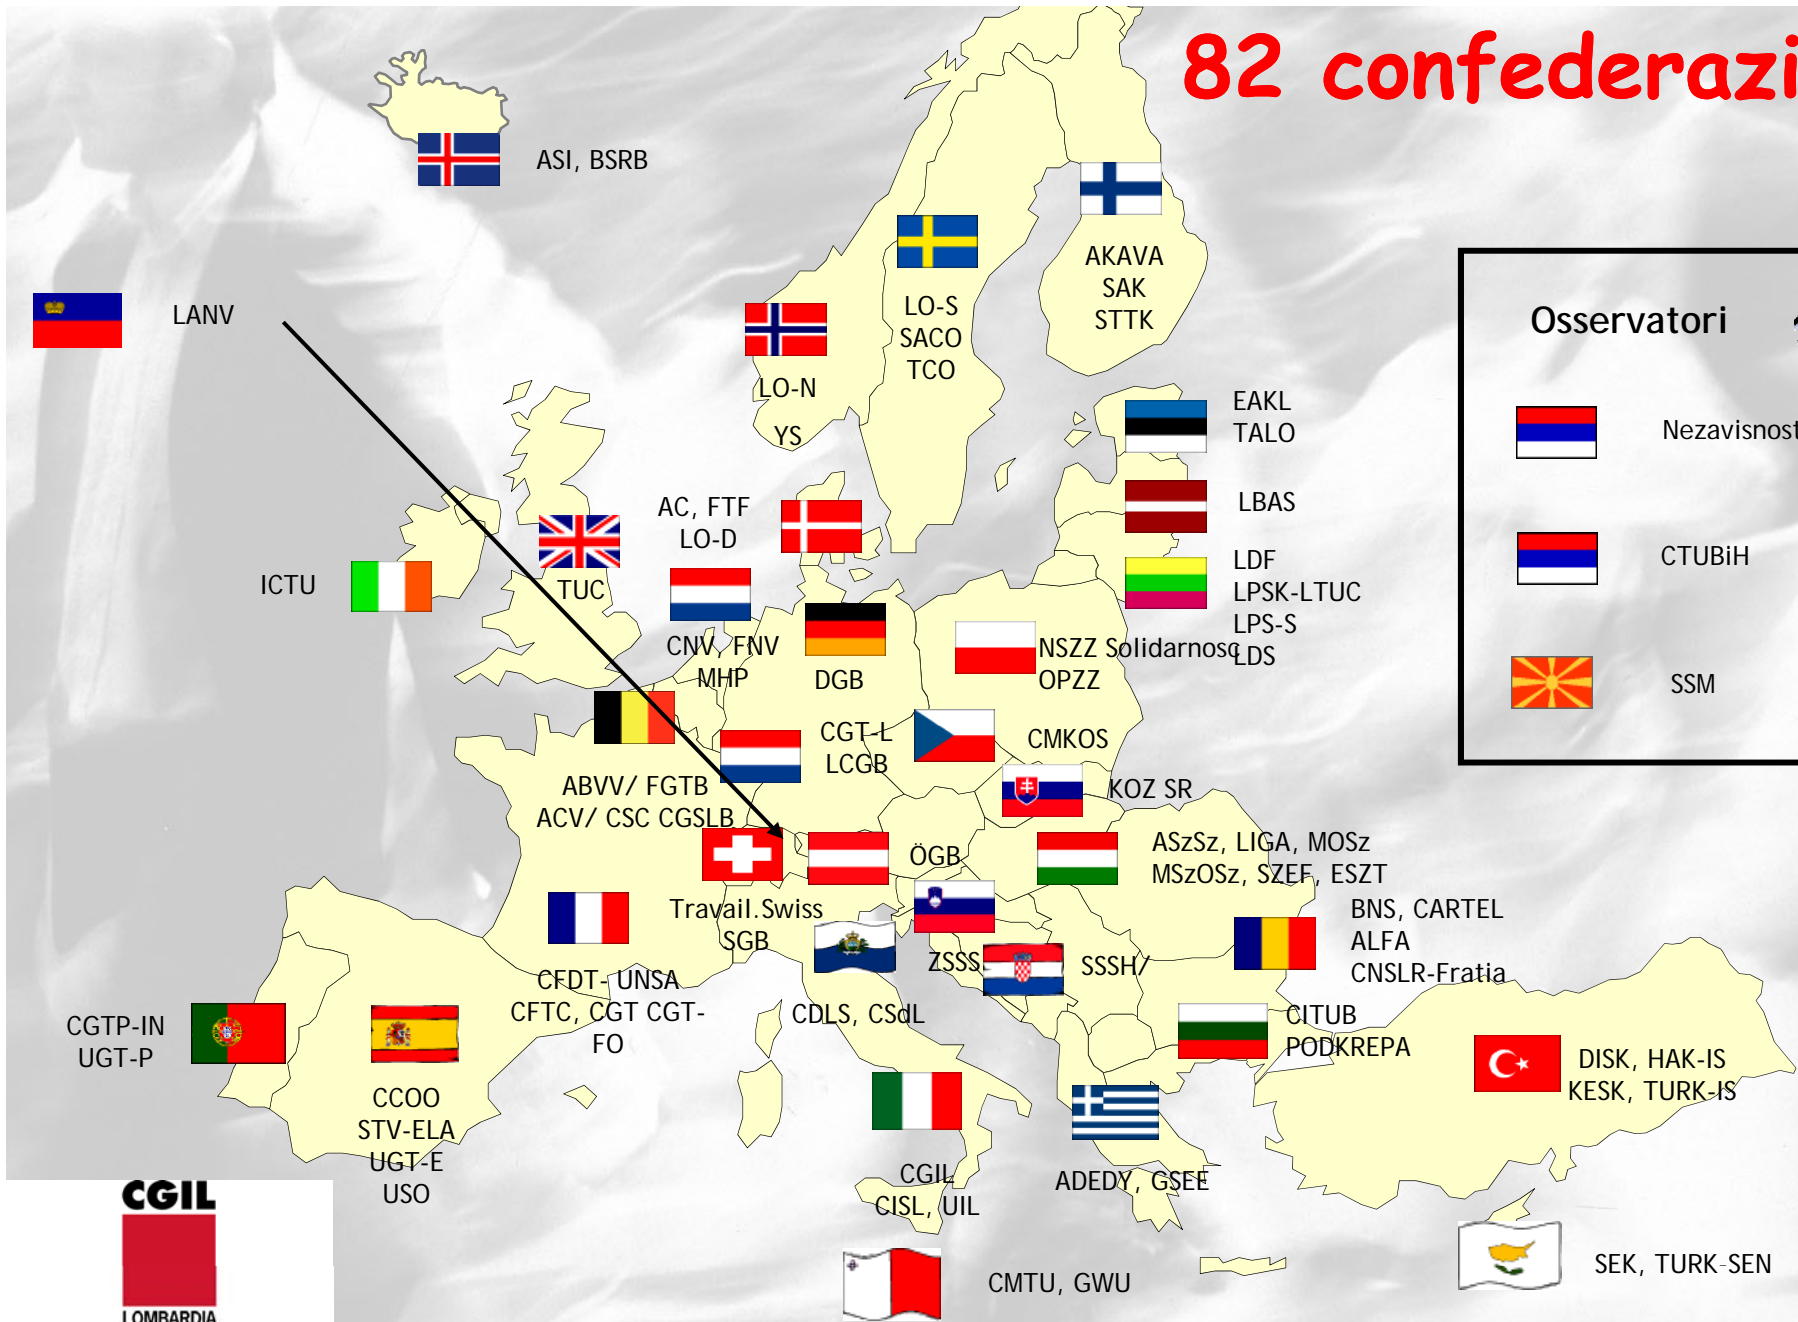 82 confederazi
ASI, BSRB
LANV
AKAVA
SAK
STTK
LO-S
SACO
TCO
LO-N
YS
Osservatori
Nezavisnost
CTUBiH
SSM
EAKL
TALO
LBAS
LDF
LPSK-LTUC
LPS-S
LDS
AC, FTF
LO-D
ICTU
TUC
CNV, FNV
MHP
DGB
NSZZ Solidarnosc
OPZZ
CGT-L
LCGB
CMKOS
KOZ SR
ABVV/ FGTB
ACV/ CSC CGSLB
ÖGB
ASzSz, LIGA, MOSz
MSzOSz, SZEF, ESZT
Travail.Swiss
SGB
BNS, CARTEL
ALFA
CNSLR-Fratia
ZSSS
SSSH/
CFDT- UNSA
CFTC, CGT CGT-
FO
CDLS, CSdL
CITUB
PODKREPA
CGTP-IN
UGT-P
DISK, HAK-IS
KESK, TURK-IS
CCOO
STV-ELA
UGT-E
USO
CGIL
CISL, UIL
ADEDY, GSEE
CMTU, GWU
SEK, TURK-SEN
CGIL
LOMBARDIA